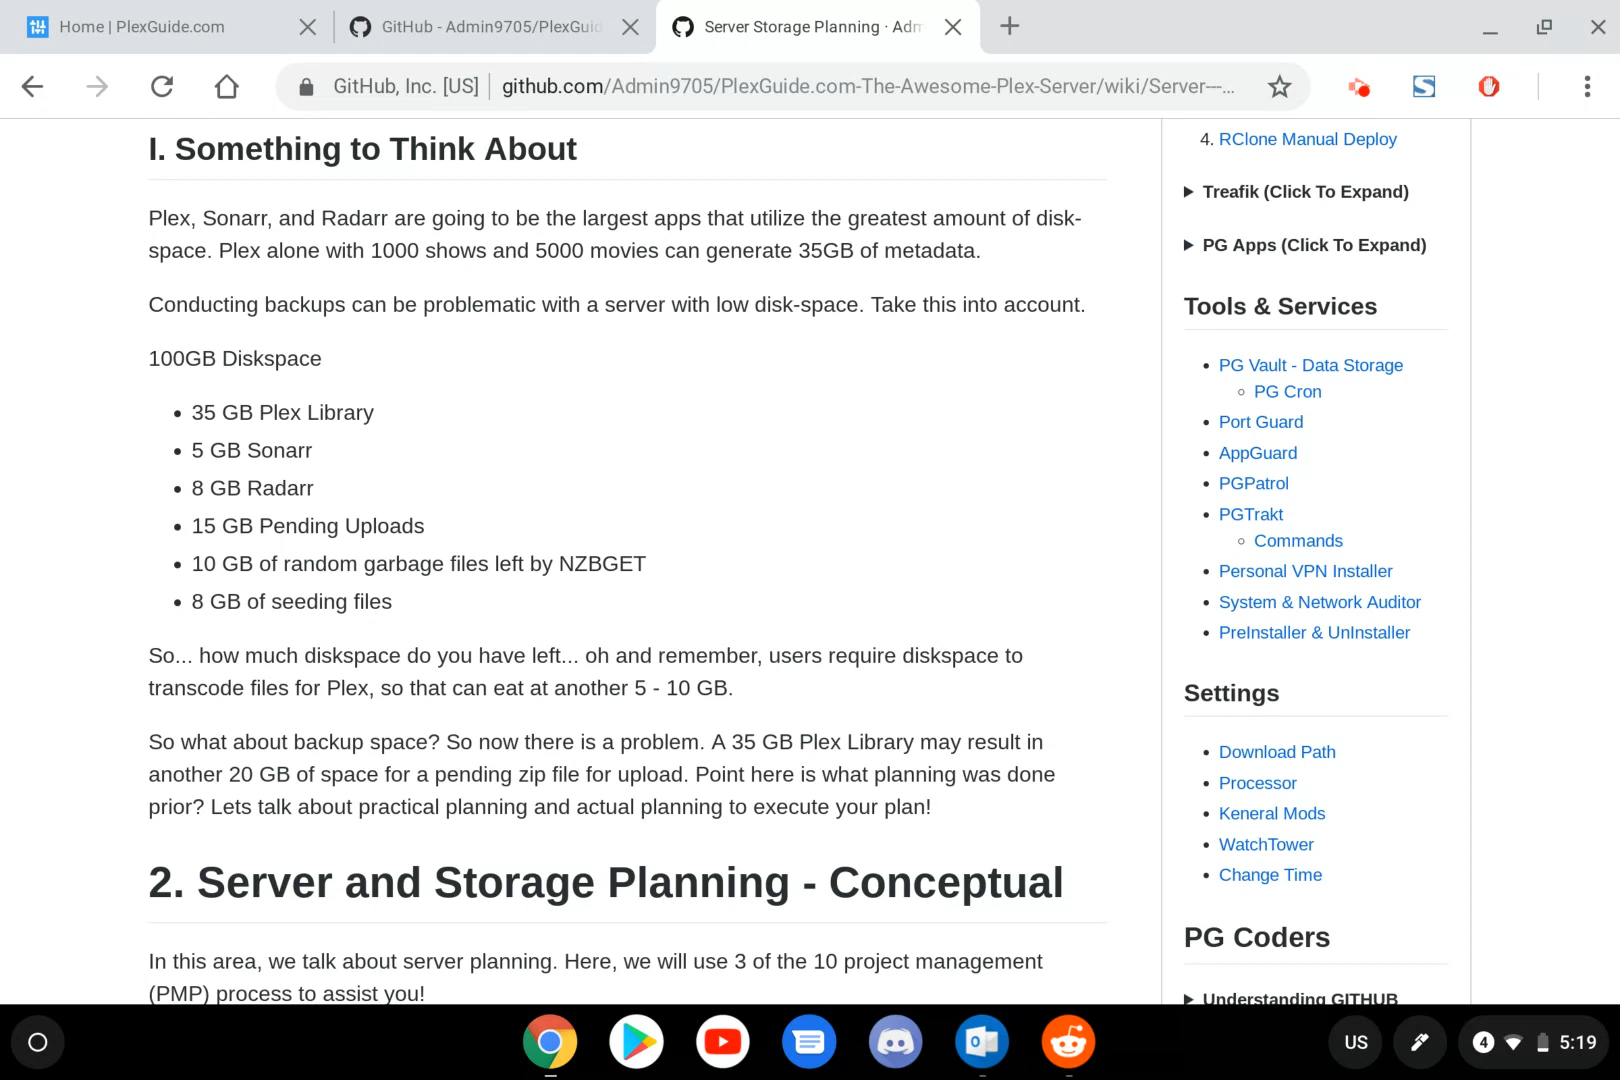 Home | PlexGuide.com
GitHub - Admin9705/PlexGuid
Server Storage Planning · Adm
GitHub, Inc. [US]
github.com/Admin9705/PlexGuide.com-The-Awesome-Plex-Server/wiki/Server---...
I. Something to Think About
Plex, Sonarr, and Radarr are going to be the largest apps that utilize the greatest amount of disk-
space. Plex alone with 1000 shows and 5000 movies can generate 35GB of metadata.
Conducting backups can be problematic with a server with low disk-space. Take this into account.
100GB Diskspace
• 35 GB Plex Library
• 5 GB Sonarr
• 8 GB Radarr
• 15 GB Pending Uploads
• 10 GB of random garbage files left by NZBGET
• 8 GB of seeding files
So... how much diskspace do you have left... oh and remember, users require diskspace to
transcode files for Plex, so that can eat at another 5 - 10 GB.
So what about backup space? So now there is a problem. A 35 GB Plex Library may result in
another 20 GB of space for a pending zip file for upload. Point here is what planning was done
prior? Lets talk about practical planning and actual planning to execute your plan!
2. Server and Storage Planning - Conceptual
In this area, we talk about server planning. Here, we will use 3 of the 10 project management
(PMP) process to assist you!
4. RClone Manual Deploy
Treafik (Click To Expand)
PG Apps (Click To Expand)
Tools & Services
• PG Vault - Data Storage
◦ PG Cron
• Port Guard
• AppGuard
• PGPatrol
• PGTrakt
◦ Commands
• Personal VPN Installer
• System & Network Auditor
• PreInstaller & UnInstaller
Settings
• Download Path
• Processor
• Keneral Mods
• WatchTower
• Change Time
PG Coders
Understanding GITHUB
US
4
5:19